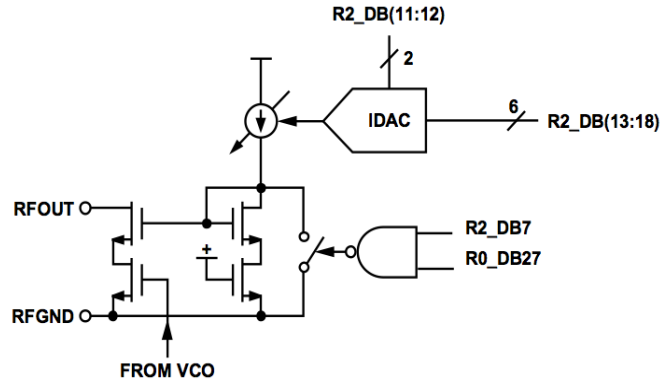 R2_DB(11:12)
2
IDAC
6
R2_DB(13:18)
RFOUT
+
R2_DB7
R0_DB27
RFGND
FROM VCO